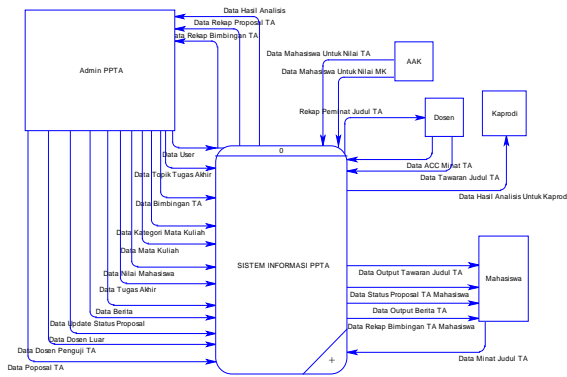 Data Hasil Analisis
Data Rekap Proposal TA
Data Rekap Bimbingan TA
Admin PPTA
Data Mahasiswa Untuk Nilai TA
AAK
Data Mahasiswa Untuk Nilai MK
Rekap Peminat Judul TA
Dosen
Kaprodi
0
Data User
Data ACC Minat TA
Data Topik Tugas Akhir
Data Tawaran Judul TA
Data Hasil Analisis Untuk Kaprod
Data Bimbingan TA
Data Kategori Mata Kuliah
Data Mata Kuliah
SISTEM INFORMASI PPTA
Mahasiswa
Data Output Tawaran Judul TA
Data Nilai Mahasiswa
Data Tugas Akhir
Data Status Proposal TA Mahasiswa
Data Berita
Data Output Berita TA
Data Update Status Proposal
Data Rekap Bimbingan TA Mahasiswa
Data Dosen Luar
Data Dosen Penguji TA
Data Minat Judul TA
Data Poposal TA
+